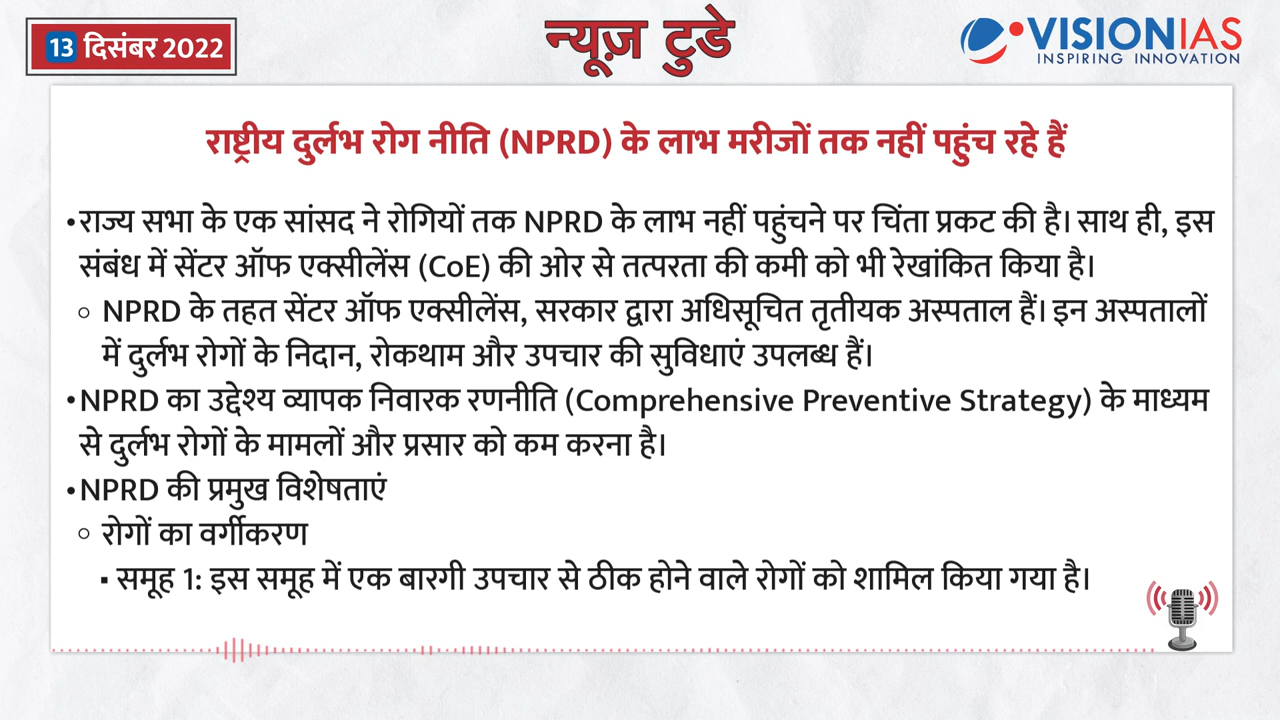 13 दिसंबर 2022
न्यूज़ टुडे
VISIONIAS
INSPIRING INNOVATION
राष्ट्रीय दुर्लभ रोग नीति (NPRD) के लाभ मरीजों तक नहीं पहुंच रहे हैं
•राज्य सभा के एक सांसद ने रोगियों तक NPRD के लाभ नहीं पहुंचने पर चिंता प्रकट की है। साथ ही, इस
संबंध में सेंटर ऑफ एक्सीलेंस (CoE) की ओर से तत्परता की कमी को भी रेखांकित किया है।
○ NPRD के तहत सेंटर ऑफ एक्सीलेंस, सरकार द्वारा अधिसूचित तृतीयक अस्पताल हैं। इन अस्पतालों
में दुर्लभ रोगों के निदान, रोकथाम और उपचार की सुविधाएं उपलब्ध हैं।
•NPRD का उद्देश्य व्यापक निवारक रणनीति (Comprehensive Preventive Strategy) के माध्यम
से दुर्लभ रोगों के मामलों और प्रसार को कम करना है।
•NPRD की प्रमुख विशेषताएं
○ रोगों का वर्गीकरण
▪ समूह 1: इस समूह में एक बारगी उपचार से ठीक होने वाले रोगों को शामिल किया गया है।